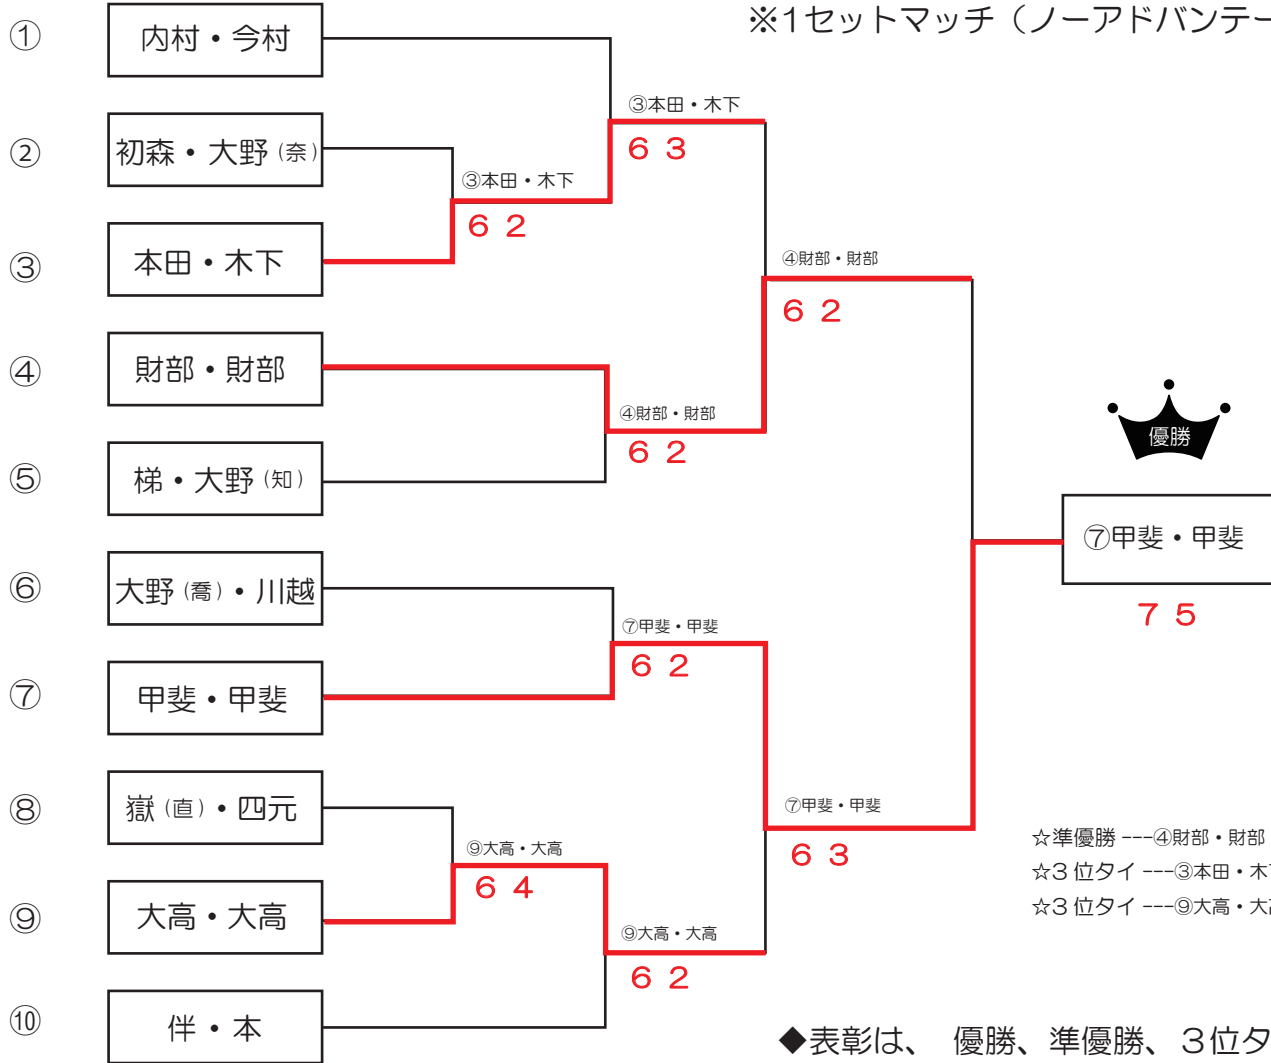 ※1セットマッチ（ノーアドバンテー
① 内村・今村
③本田・木下
6 3
② 初森・大野（奈）
③本田・木下
6 2
③ 本田・木下
④財部・財部
6 2
④ 財部・財部
④財部・財部
6 2
優勝
⑤ 梯・大野（知）
⑦甲斐・甲斐
7 5
⑥ 大野（喬）・川越
⑦甲斐・甲斐
6 2
⑦ 甲斐・甲斐
⑧ 嶽（直）・四元
⑦甲斐・甲斐
6 3
⑨大高・大高
6 4
☆準優勝 ---④財部・財部
☆3 位タイ ---③本田・木下
☆3 位タイ ---⑨大高・大高
⑨ 大高・大高
⑨大高・大高
6 2
⑩ 伴・本
◆表彰は、 優勝、準優勝、３位タ